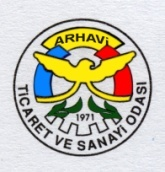 ARHAVİ
1971
TİCARET VE SANAYİ ODASI